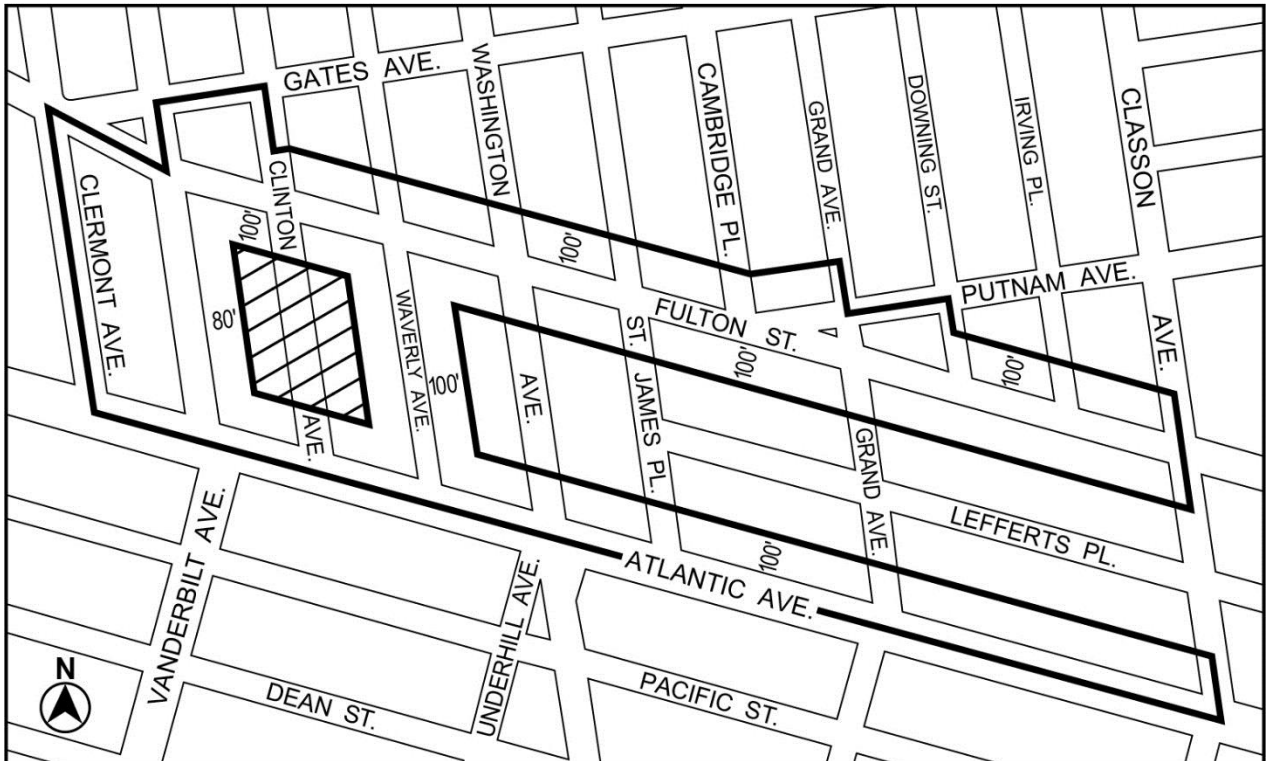 GATES AVE.
WASHINGTON
CAMBRIDGE PL.
GRAND AVE.
DOWNING ST.
IRVING PL.
CLASSON
CLERMONT AVE.
CLINTON
100'
100'
80'
WAVERLY AVE.
100'
FULTON ST.
PUTNAM AVE.
AVE.
100'
100'
AVE.
ST.
JAMES PL.
AVE.
GRAND AVE.
LEFFERTS PL.
100'
ATLANTIC AVE.
VANDERBILT AVE.
UNDERHILL AVE.
N
DEAN ST.
PACIFIC ST.